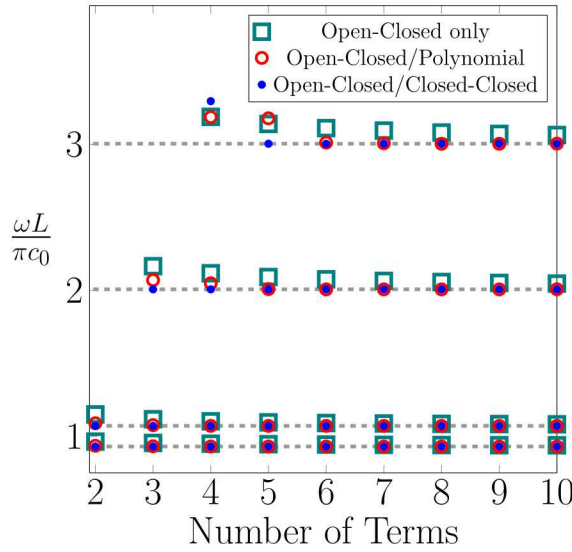 Open-Closed only
Open-Closed/Polynomial
Open-Closed/Closed-Closed
3
ωL
πc₀
2
1
2 3 4 5 6 7 8 9 10
Number of Terms